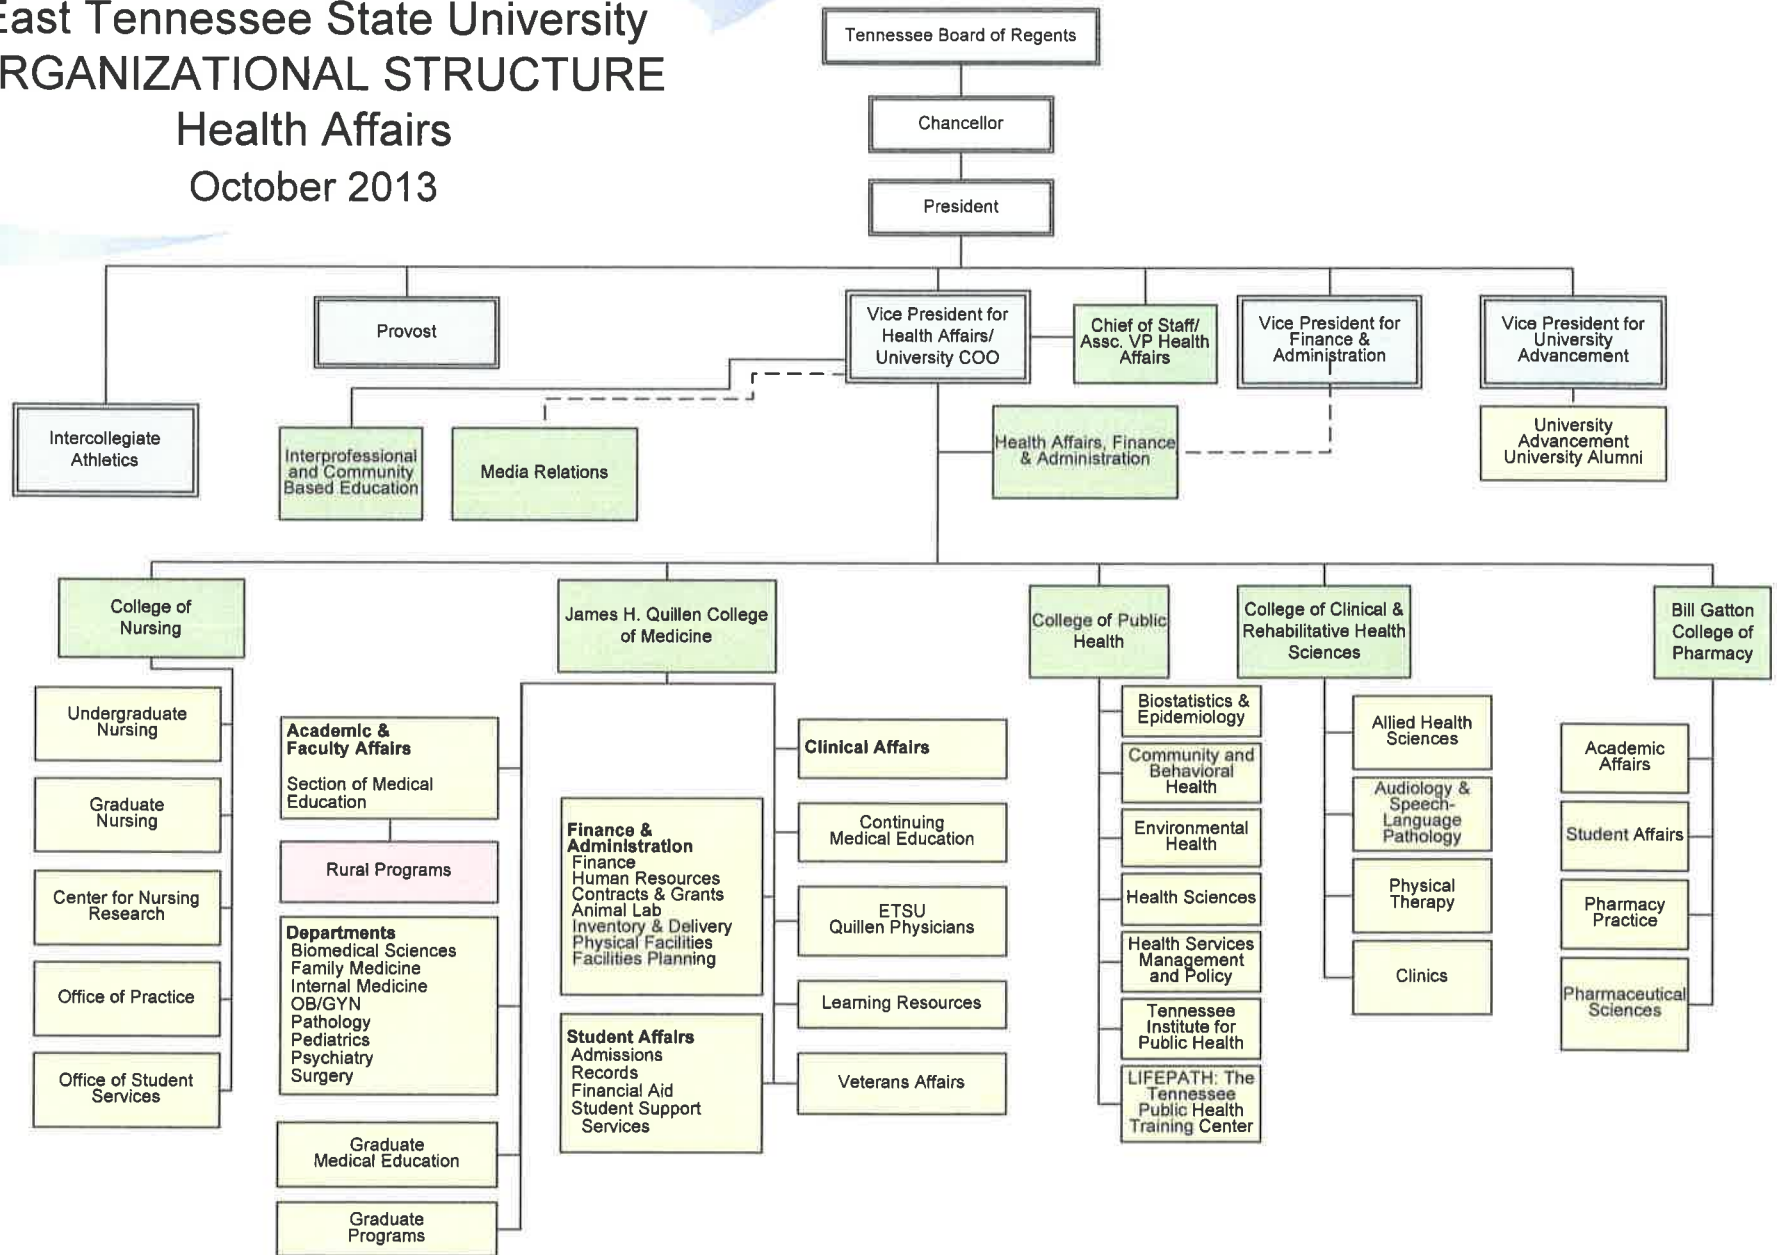 East Tennessee State University
RGANIZATIONAL STRUCTURE
Health Affairs
October 2013
Tennessee Board of Regents
Chancellor
President
Intercollegiate
Athletics
Provost
Vice President for
Health Affairs/
University COO
Chief of Staff/
Assc. VP Health
Affairs
Vice President for
Finance &
Administration
Vice President for
University
Advancement
University
Advancement
University Alumni
Interprofessional
and Community
Based Education
Media Relations
Health Affairs, Finance
& Administration
College of
Nursing
Undergraduate
Nursing
Graduate
Nursing
Center for Nursing
Research
Office of Practice
Office of Student
Services
James H. Quillen College
of Medicine
Academic &
Faculty Affairs
Section of Medical
Education
Rural Programs
Departments
Biomedical Sciences
Family Medicine
Internal Medicine
OB/GYN
Pathology
Pediatrics
Psychiatry
Surgery
Graduate
Medical Education
Graduate
Programs
Finance &
Administration
Finance
Human Resources
Contracts & Grants
Animal Lab
Inventory & Delivery
Physical Facilities
Facilities Planning
Student Affairs
Admissions
Records
Financial Aid
Student Support
Services
Clinical Affairs
Continuing
Medical Education
ETSU
Quillen Physicians
Learning Resources
Veterans Affairs
College of Public
Health
Biostatistics &
Epidemiology
Community and
Behavioral
Health
Environmental
Health
Health Sciences
Health Services
Management
and Policy
Tennessee
Institute for
Public Health
LIFEPATH: The
Tennessee
Public Health
Training Center
College of Clinical &
Rehabilitative Health
Sciences
Allied Health
Sciences
Audiology &
Speech-
Language
Pathology
Physical
Therapy
Clinics
Bill Gatton
College of
Pharmacy
Academic
Affairs
Student Affairs
Pharmacy
Practice
Pharmaceutical
Sciences